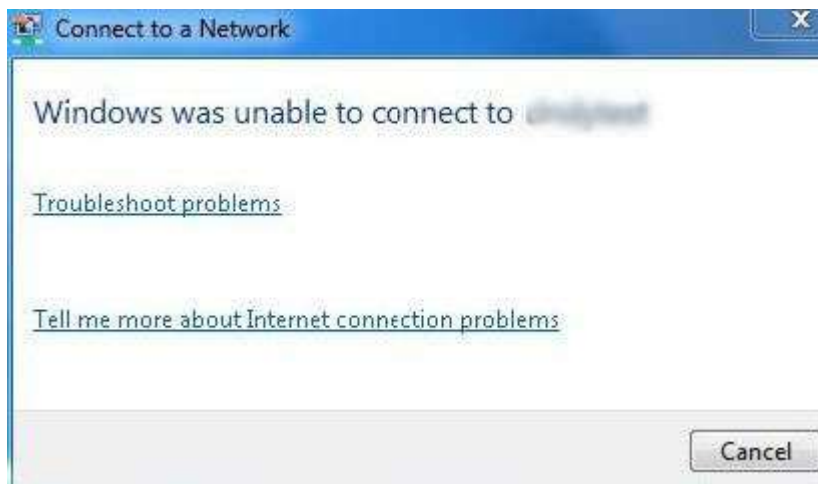 Connect to a Network
Windows was unable to connect to
Troubleshoot problems
Tell me more about Internet connection problems
Cancel